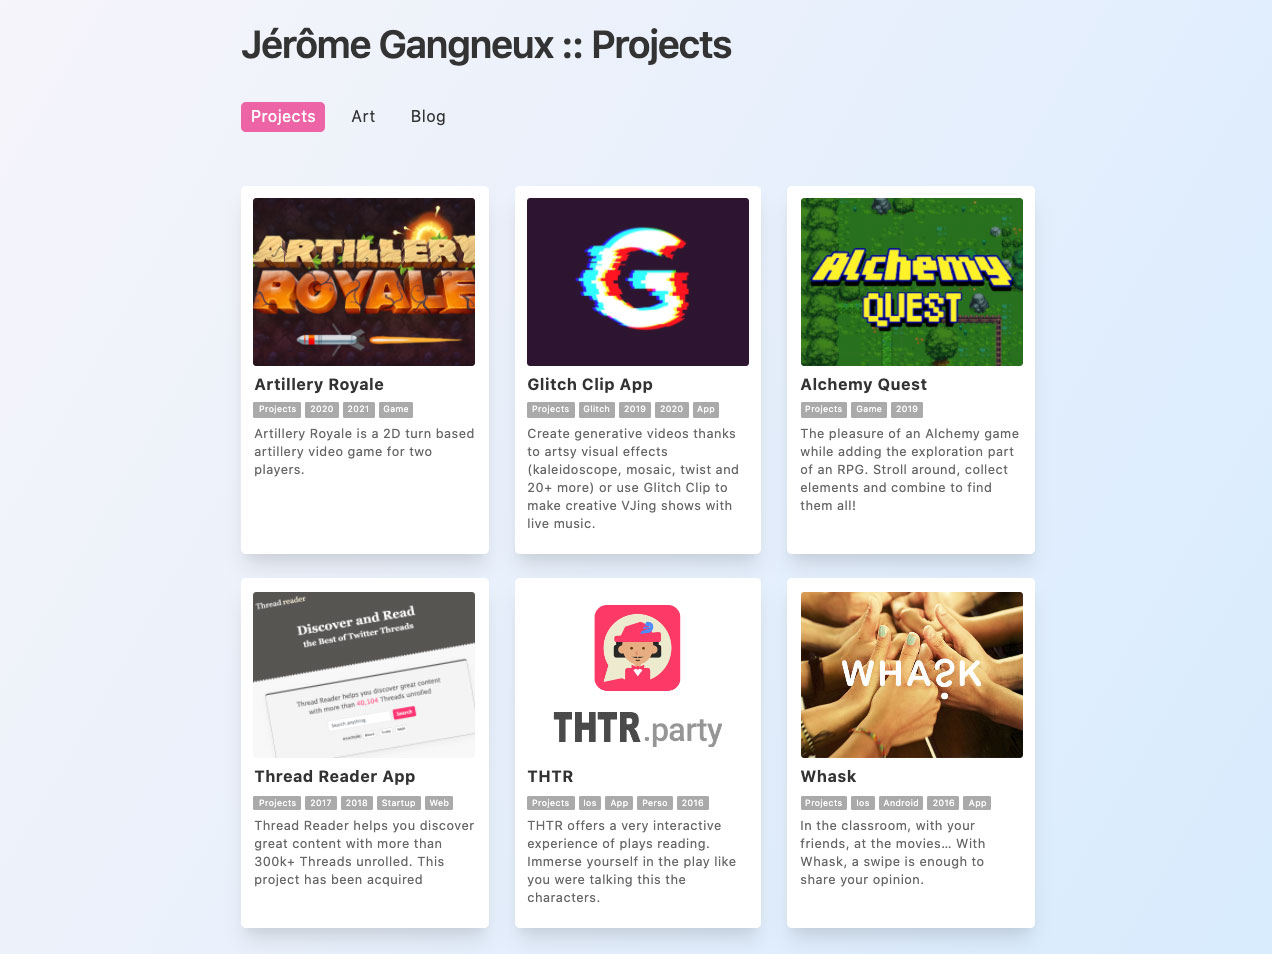 Jérôme Gangneux :: Projects
Projects Art Blog
ARTILLERY
ROYALE
G
Alchemy
QUEST
Artillery Royale
Projects 2020 2021 Game
Artillery Royale is a 2D turn based
artillery video game for two
players.
Glitch Clip App
Projects Glitch 2019 2020 App
Create generative videos thanks
to artsy visual effects
(kaleidoscope, mosaic, twist and
20+ more) or use Glitch Clip to
make creative VJing shows with
live music.
Alchemy Quest
Projects Game 2019
The pleasure of an Alchemy game
while adding the exploration part
of an RPG. Stroll around, collect
elements and combine to find
them all!
Thread reader
Discover and Read
the Best of Twitter Threads
Thread Reader helps you discover great content
with more than 40,104 Threads unrolled
Search anything Search
THTR.party
WHASK
Thread Reader App
Projects 2017 2018 Startup Web
Thread Reader helps you discover
great content with more than
300k+ Threads unrolled. This
project has been acquired
THTR
Projects Ios App Perso 2016
THTR offers a very interactive
experience of plays reading.
Immerse yourself in the play like
you were talking this the
characters.
Whask
Projects Ios Android 2016 App
In the classroom, with your
friends, at the movies… With
Whask, a swipe is enough to
share your opinion.